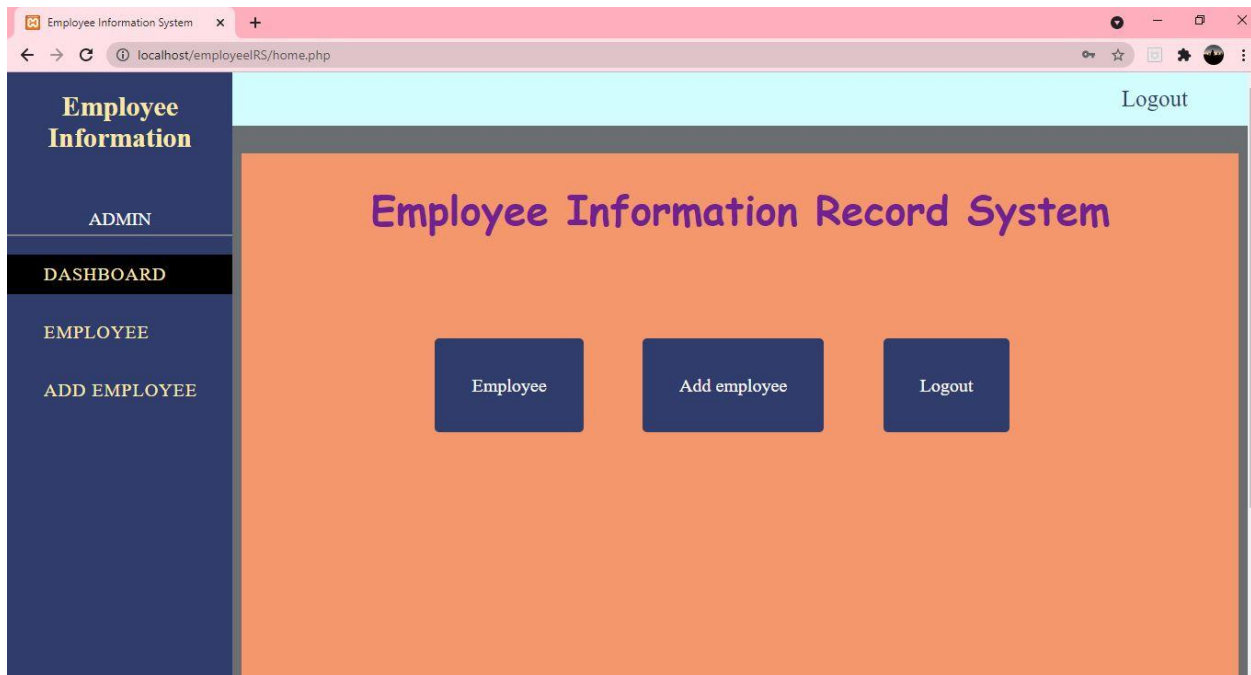 Employee Information System
localhost/employeeIRS/home.php
Employee
Information
ADMIN
DASHBOARD
EMPLOYEE
ADD EMPLOYEE
Logout
Employee Information Record System
Employee
Add employee
Logout